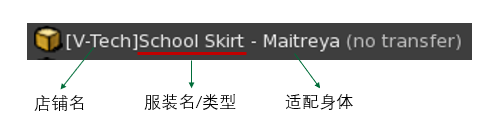 [V-Tech]School Skirt - Maitreya (no transfer)
店铺名 服装名/类型 适配身体